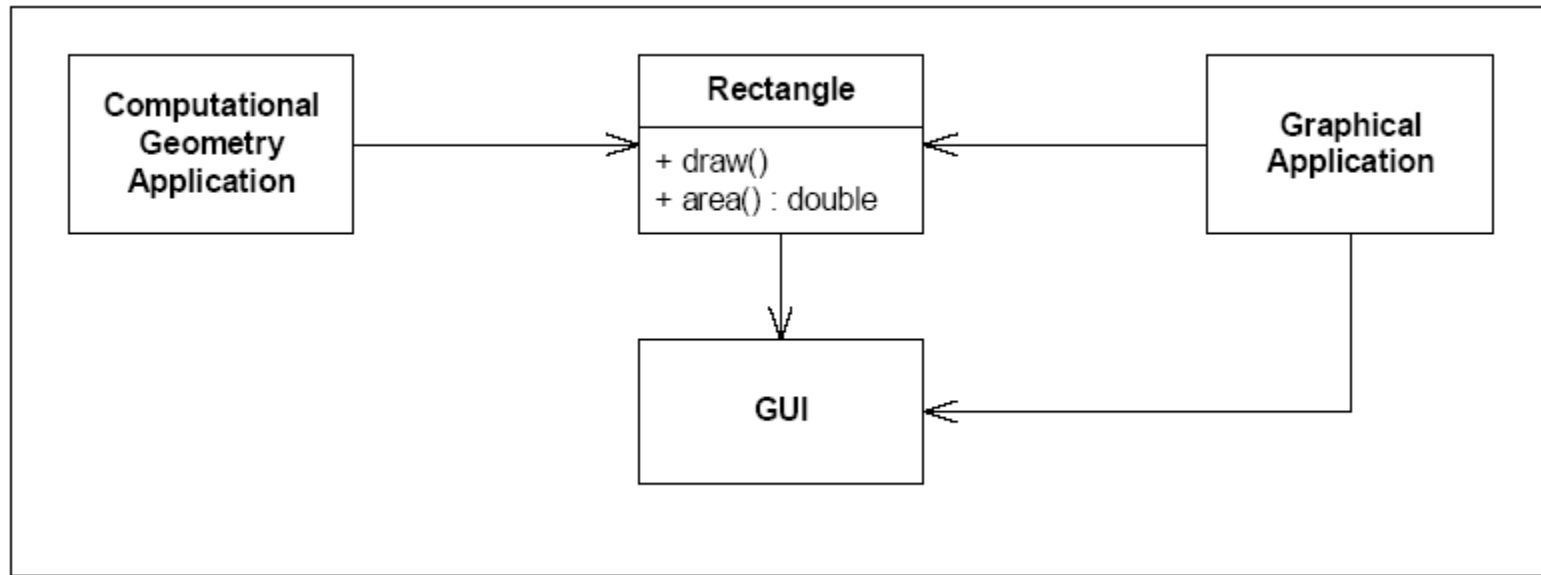 Computational
Geometry
Application
Rectangle
+ draw()
+ area() : double
Graphical
Application
GUI